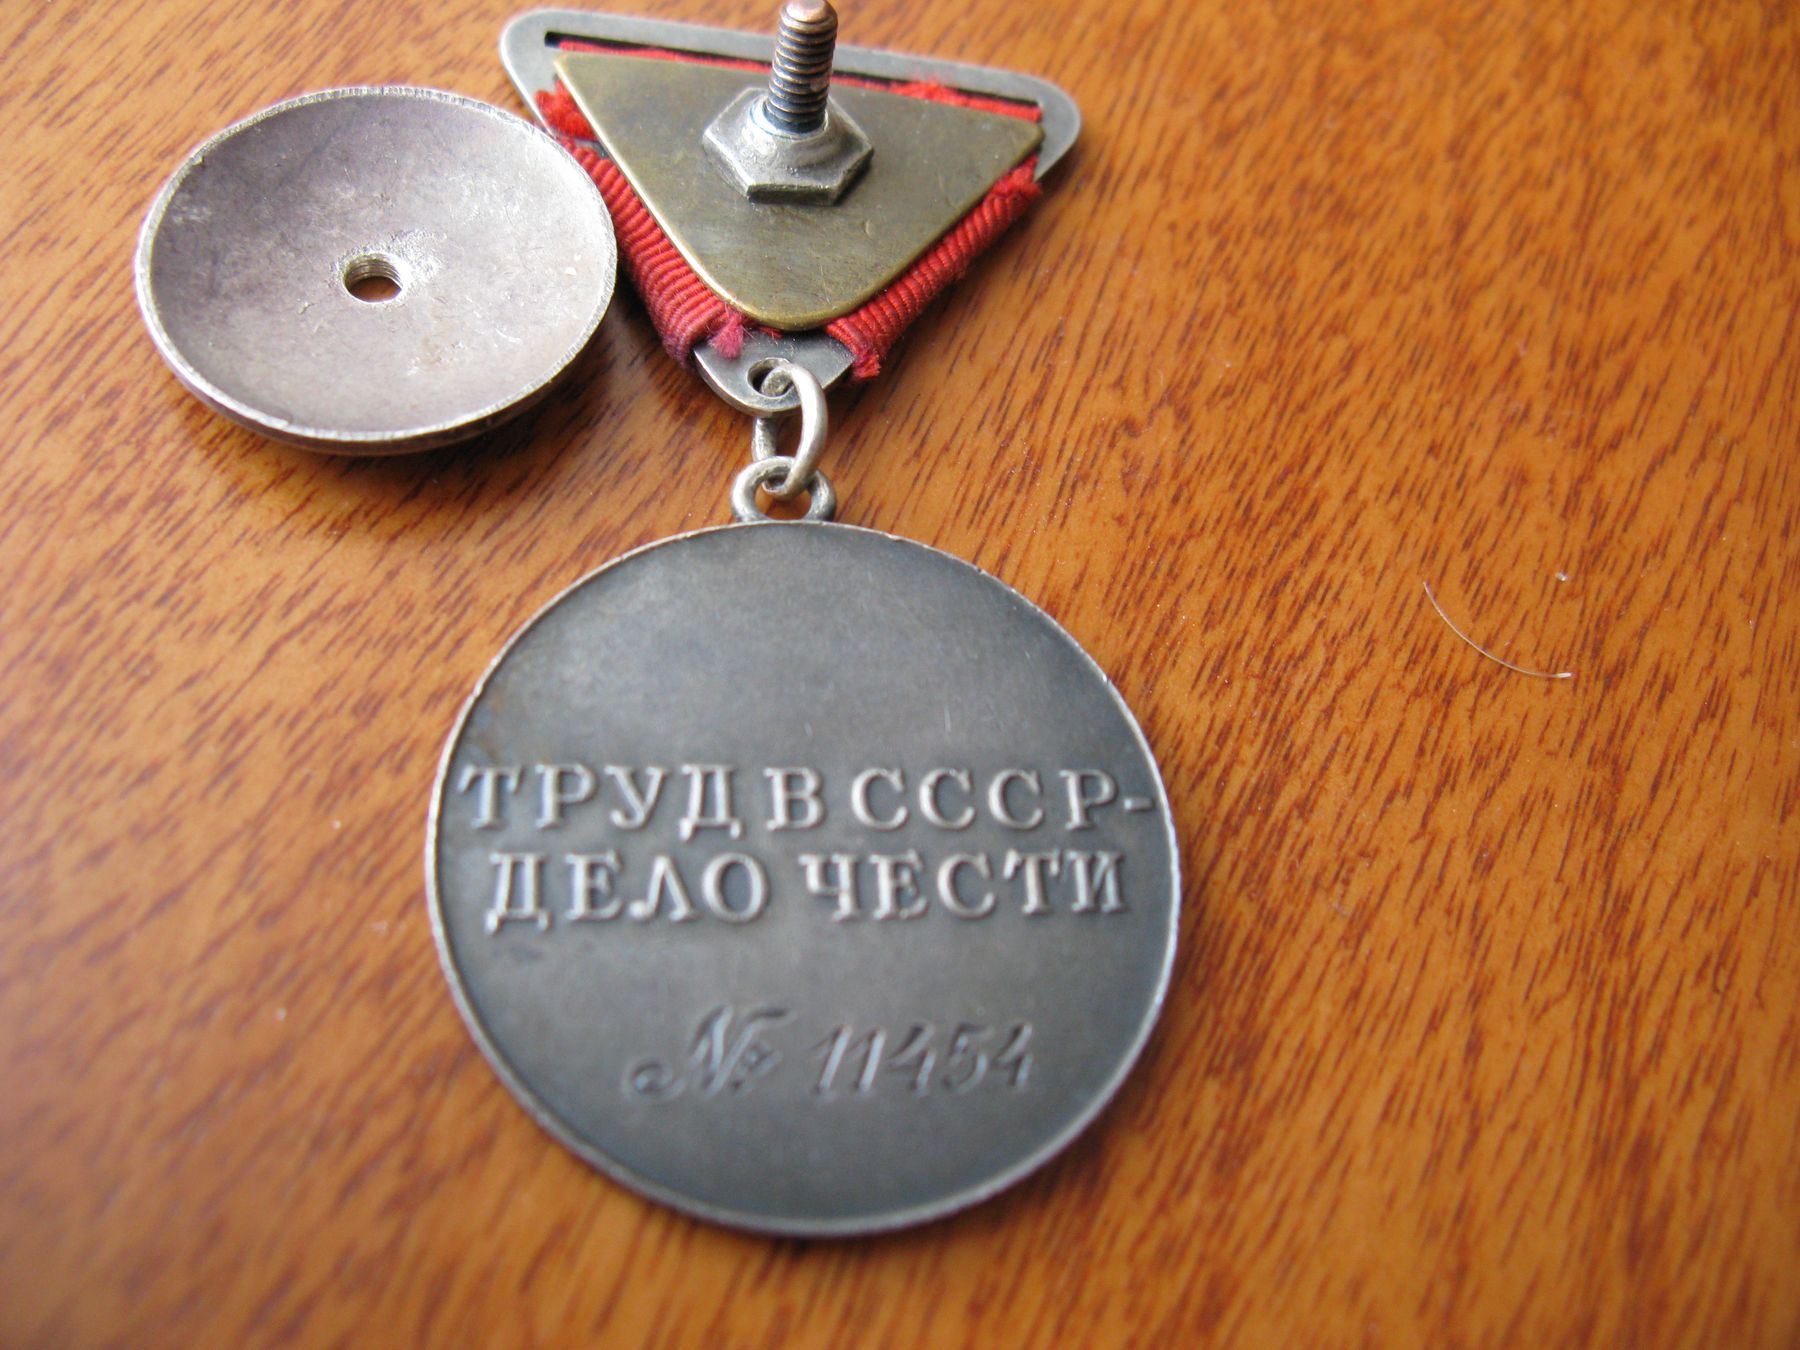 ТРУД В СССР-
ДЕЛО ЧЕСТИ
№ 11454